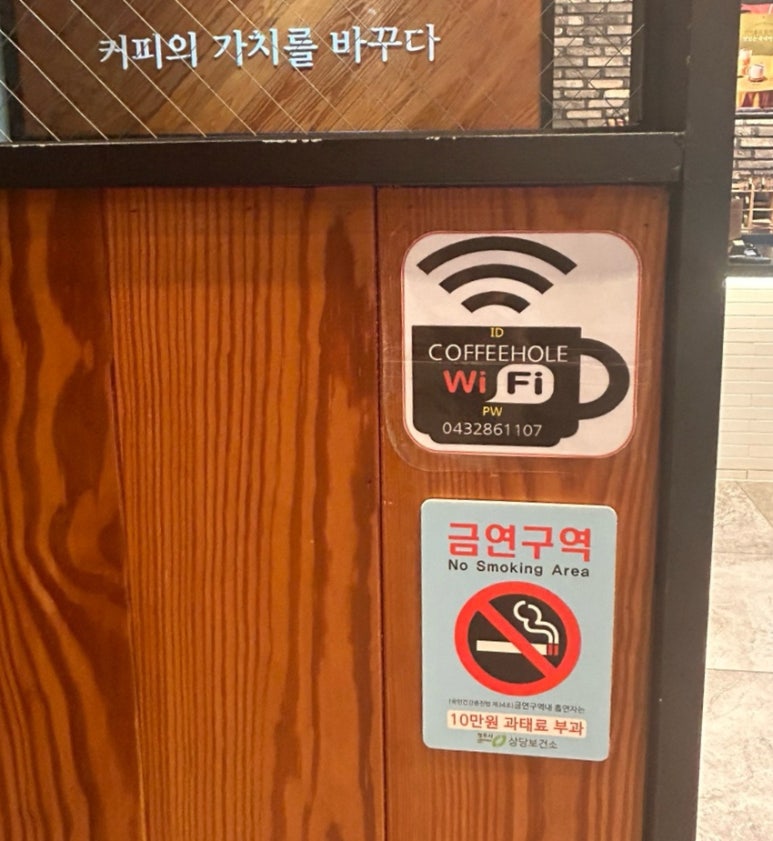 커피의 가치를 바꾸다
ID
COFFEEHOLE
WiFi
PW
0432861107
금연구역
No Smoking Area
금연구역내 흡연자는
10만원 과태료 부과
상당보건소